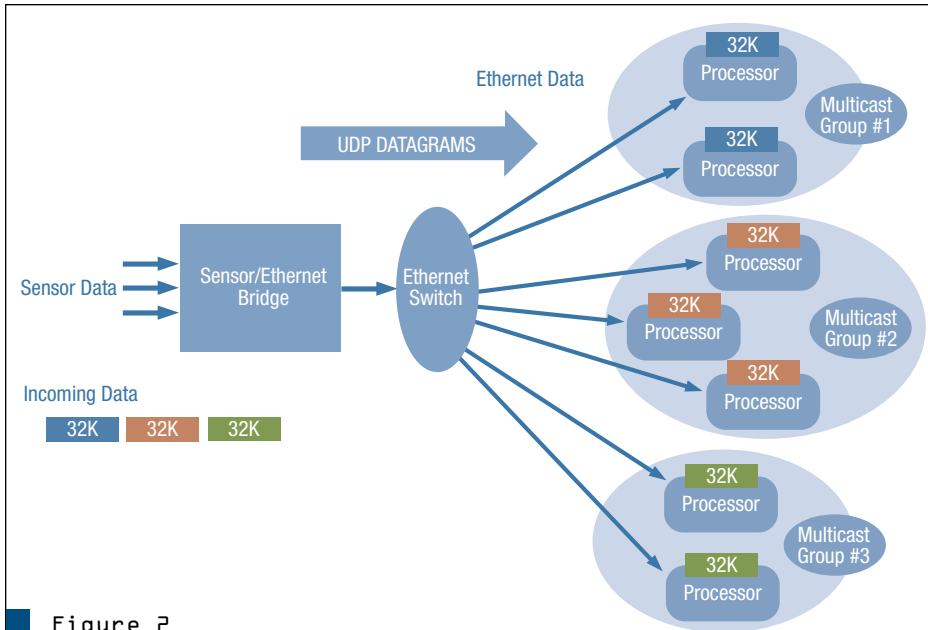 Ethernet Data
UDP DATAGRAMS
32K
Processor
32K
Processor
Multicast
Group #1
Sensor Data
Sensor/Ethernet
Bridge
Ethernet
Switch
32K
Processor
32K
Processor
32K
Processor
Multicast
Group #2
Incoming Data
32K 32K 32K
32K
Processor
32K
Processor
Multicast
Group #3
Figure 2